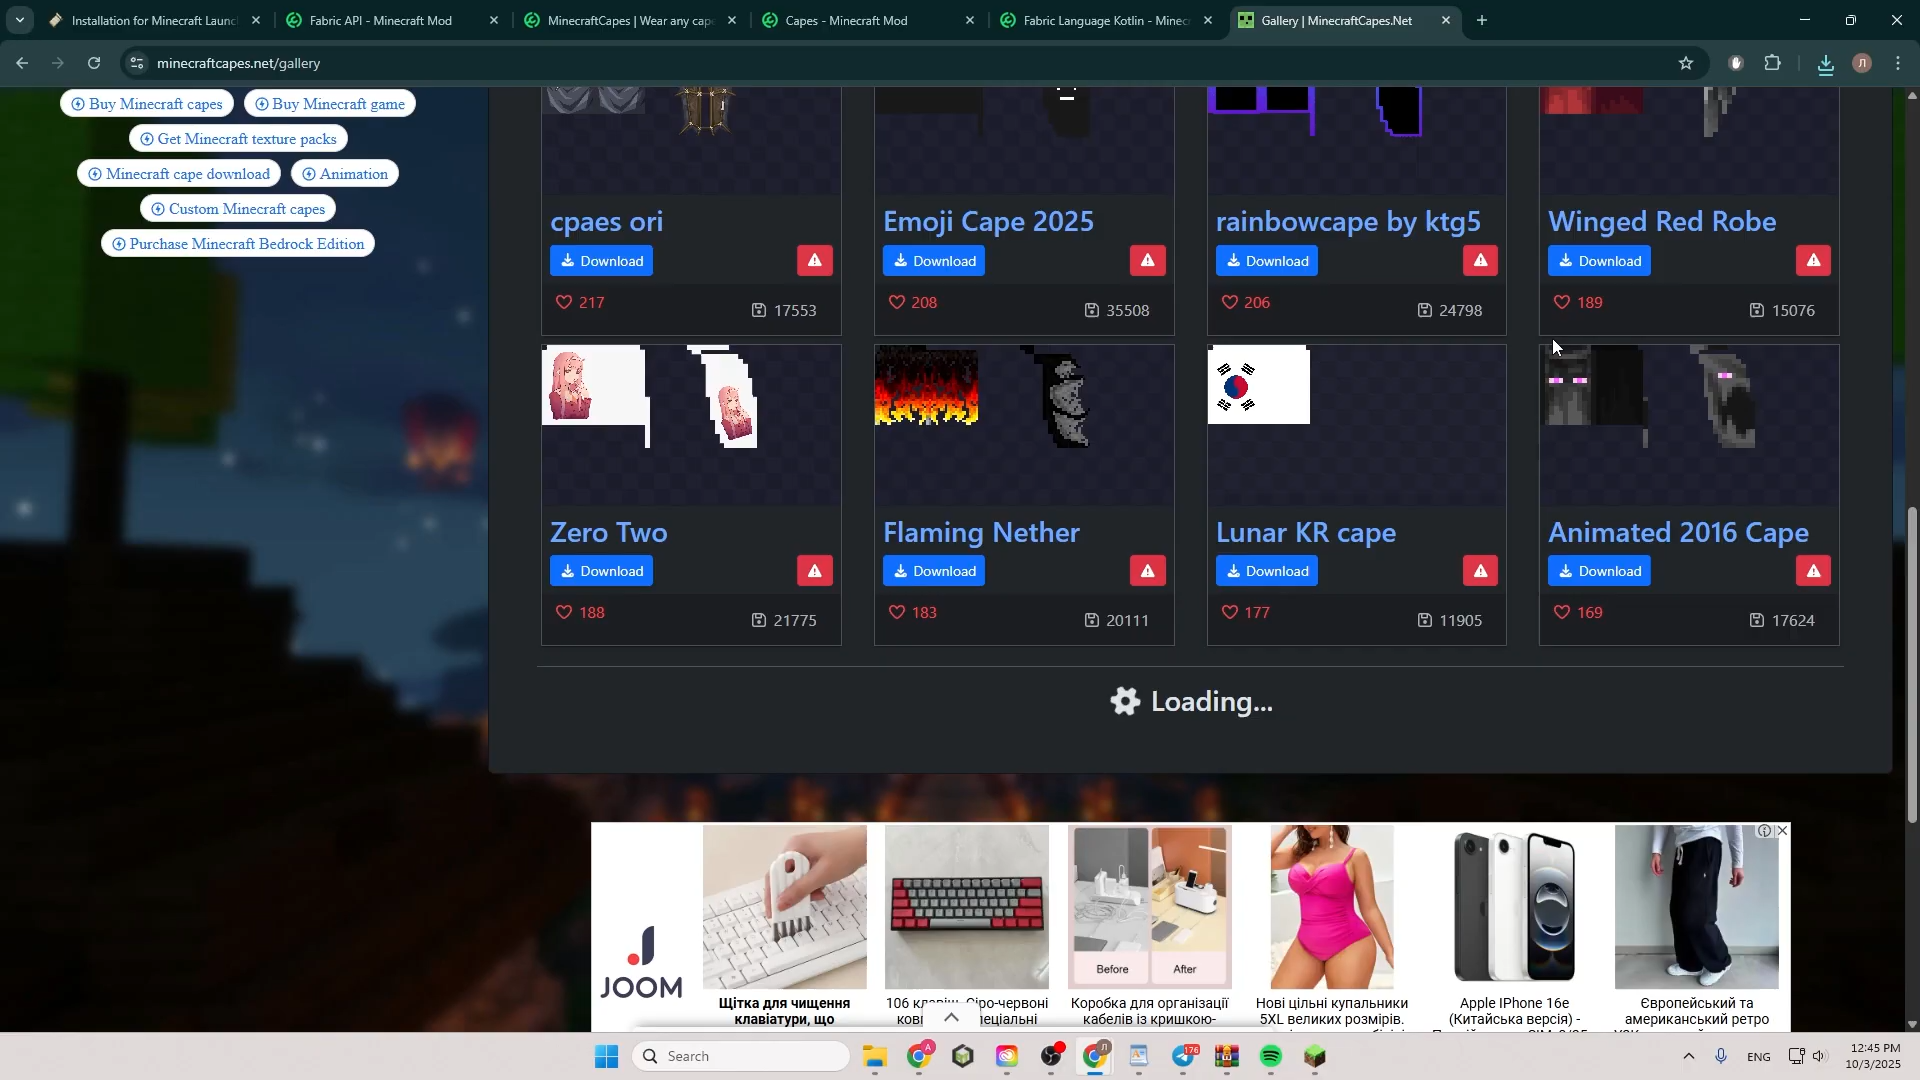 Installation for Minecraft Launc
Fabric API - Minecraft Mod
MinecraftCapes | Wear any cape
Capes - Minecraft Mod
Fabric Language Kotlin - Minec
Gallery | MinecraftCapes.Net
minecraftcapes.net/gallery
Л
Buy Minecraft capes
Buy Minecraft game
Get Minecraft texture packs
Minecraft cape download
Animation
Custom Minecraft capes
Purchase Minecraft Bedrock Edition
cpaes ori
Emoji Cape 2025
rainbowcape by ktg5
Winged Red Robe
Download
Download
Download
Download
217
17553
208
35508
206
24798
189
15076
Zero Two
Flaming Nether
Lunar KR cape
Animated 2016 Cape
Download
Download
Download
Download
188
21775
183
20111
177
11905
169
17624
Loading...
JOOM
Before
After
Щітка для чищення
клавіатури, що
Сіро-червоні
Коробка для організації
кабелів із кришкою-
Нові цільні купальники
5XL великих розмірів.
Apple IPhone 16e
(Китайська версія) -
Європейський та
американський ретро
Search
A
Л
176
ENG
12:45 PM
10/3/2025